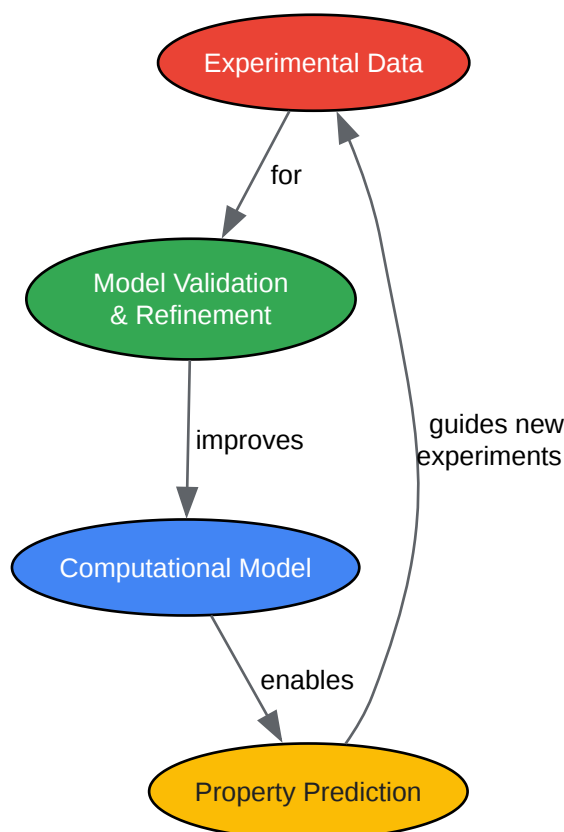 Experimental Data
for
Model Validation
& Refinement
improves
guides new
experiments
Computational Model
enables
Property Prediction